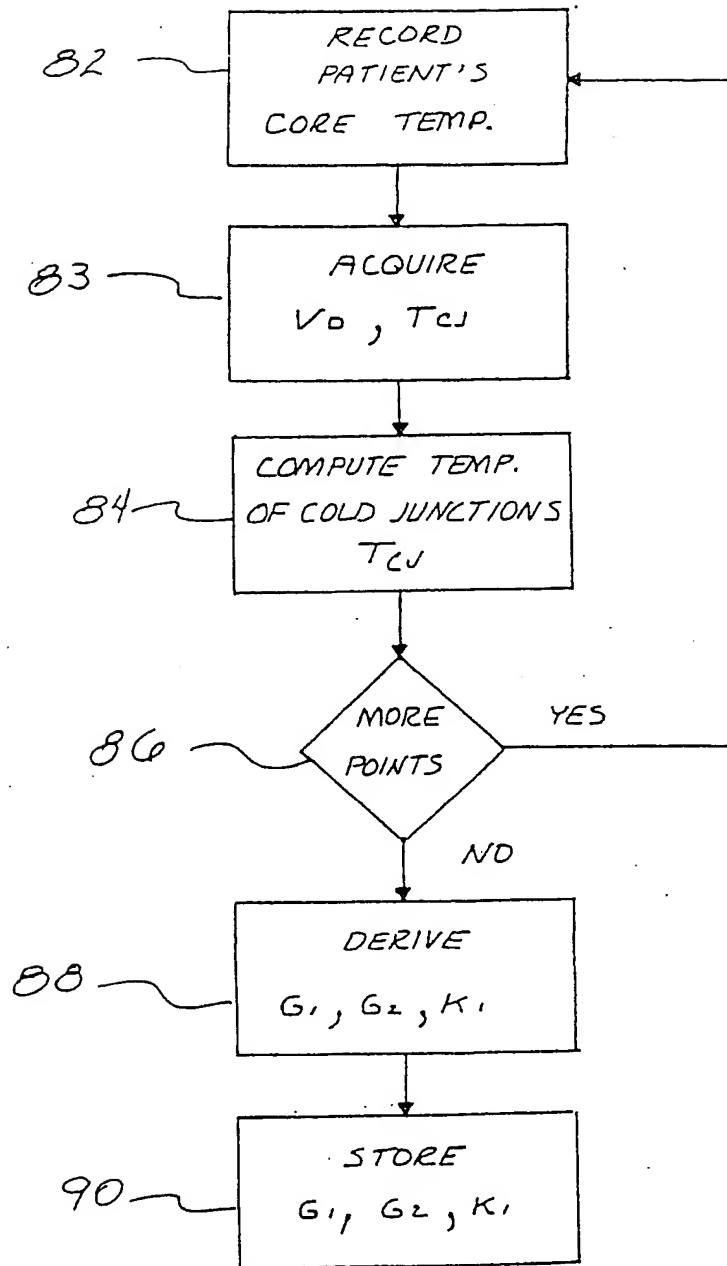 82
RECORD
PATIENT'S
CORE TEMP.
83
ACQUIRE
VD, TCJ
84
COMPUTE TEMP.
OF COLD JUNCTIONS
TCJ
86
MORE
POINTS
YES
NO
88
DERIVE
G1, G2, K1
90
STORE
G1, G2, K1